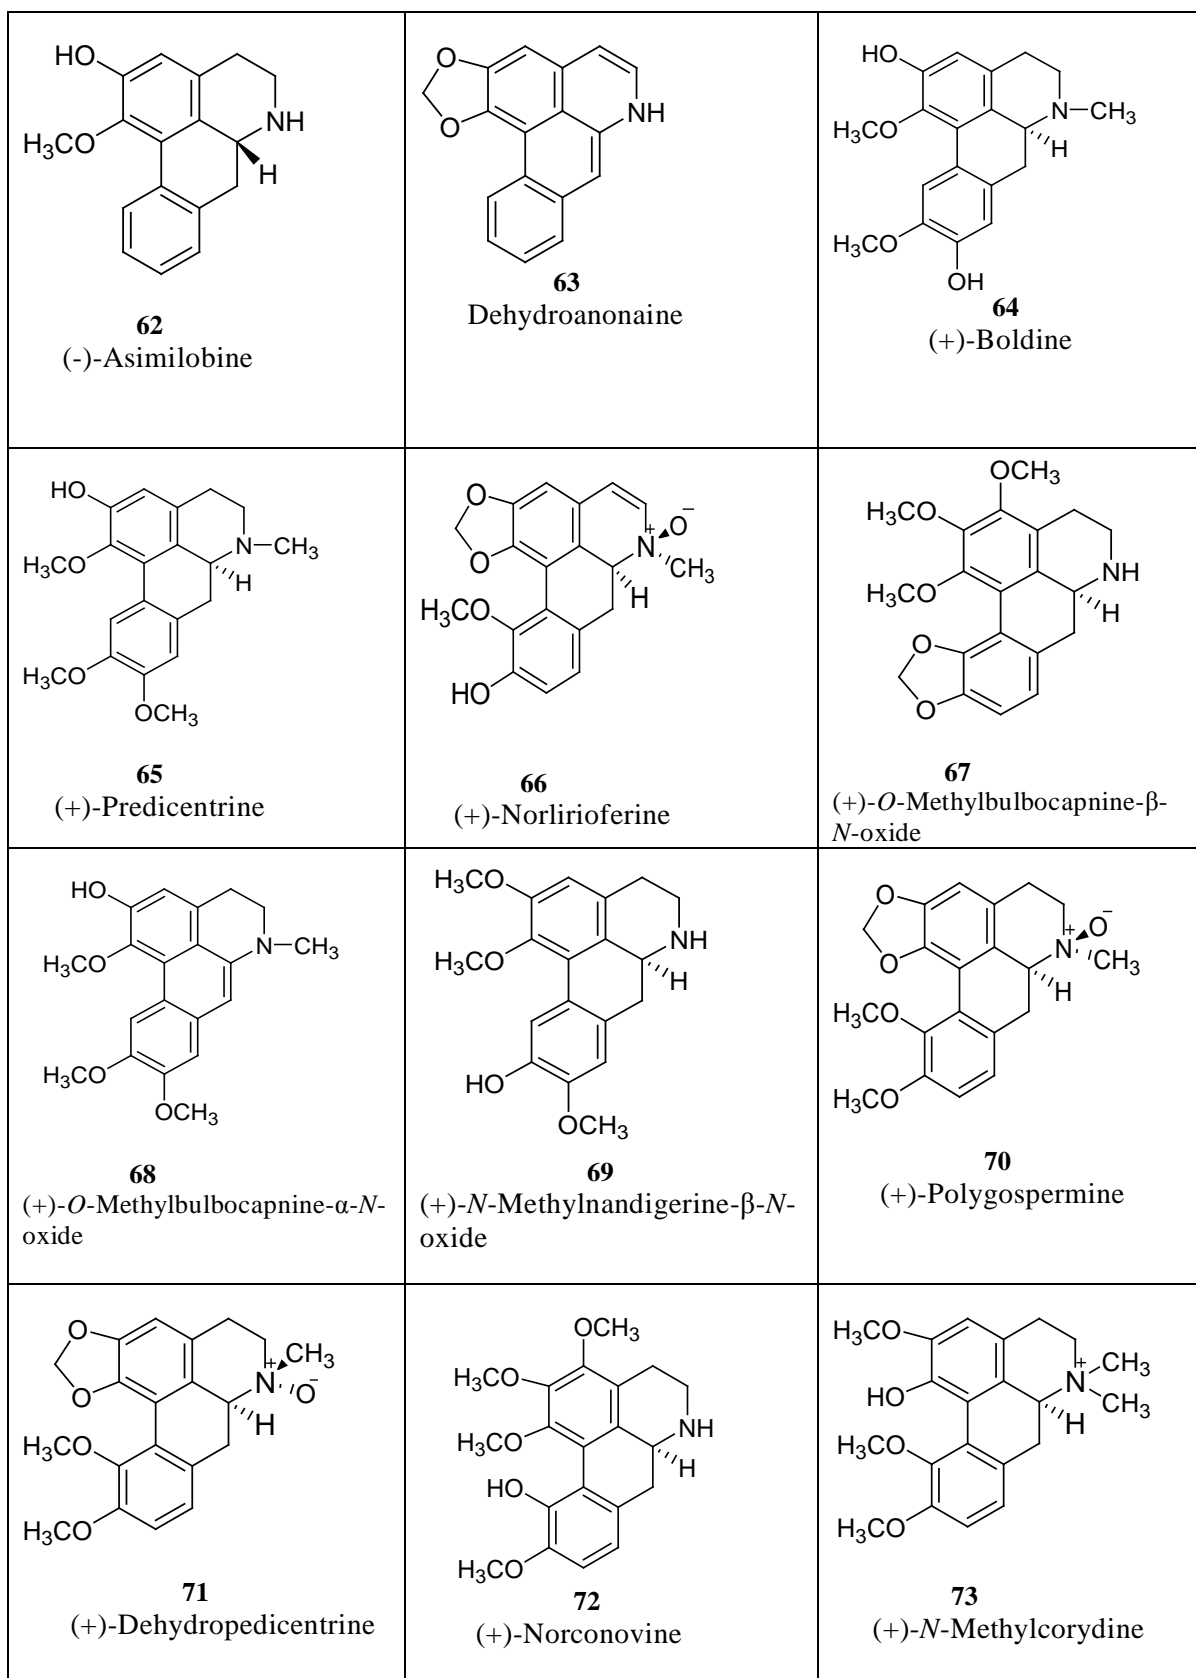 HO
H₃CO
NH
H
62
(-)-Asimilobine
O
O
NH
63
Dehydroanonaine
HO
H₃CO
N CH₃
H
H₃CO
OH
64
(+)-Boldine
HO
H₃CO
N CH₃
H
H₃CO
OCH₃
65
(+)-Predicentrine
O
O
N⁺ O⁻
CH₃
H
H₃CO
HO
66
(+)-Norlirioferine
OCH₃
H₃CO
H₃CO
NH
H
O
O
67
(+)-O-Methylbulbocapnine-β-
N-oxide
HO
H₃CO
N CH₃
H₃CO
OCH₃
68
(+)-O-Methylbulbocapnine-α-N-
oxide
H₃CO
H₃CO
NH
H
HO
OCH₃
69
(+)-N-Methylnandigerine-β-N-
oxide
O
O
N⁺ O⁻
CH₃
H
H₃CO
H₃CO
70
(+)-Polygospermine
O
O
CH₃
N⁺ O⁻
H
H₃CO
H₃CO
71
(+)-Dehydropedicentrine
OCH₃
H₃CO
H₃CO
NH
H
HO
H₃CO
72
(+)-Norconovine
H₃CO
HO
N⁺ CH₃
CH₃
H
H₃CO
H₃CO
73
(+)-N-Methylcorydine